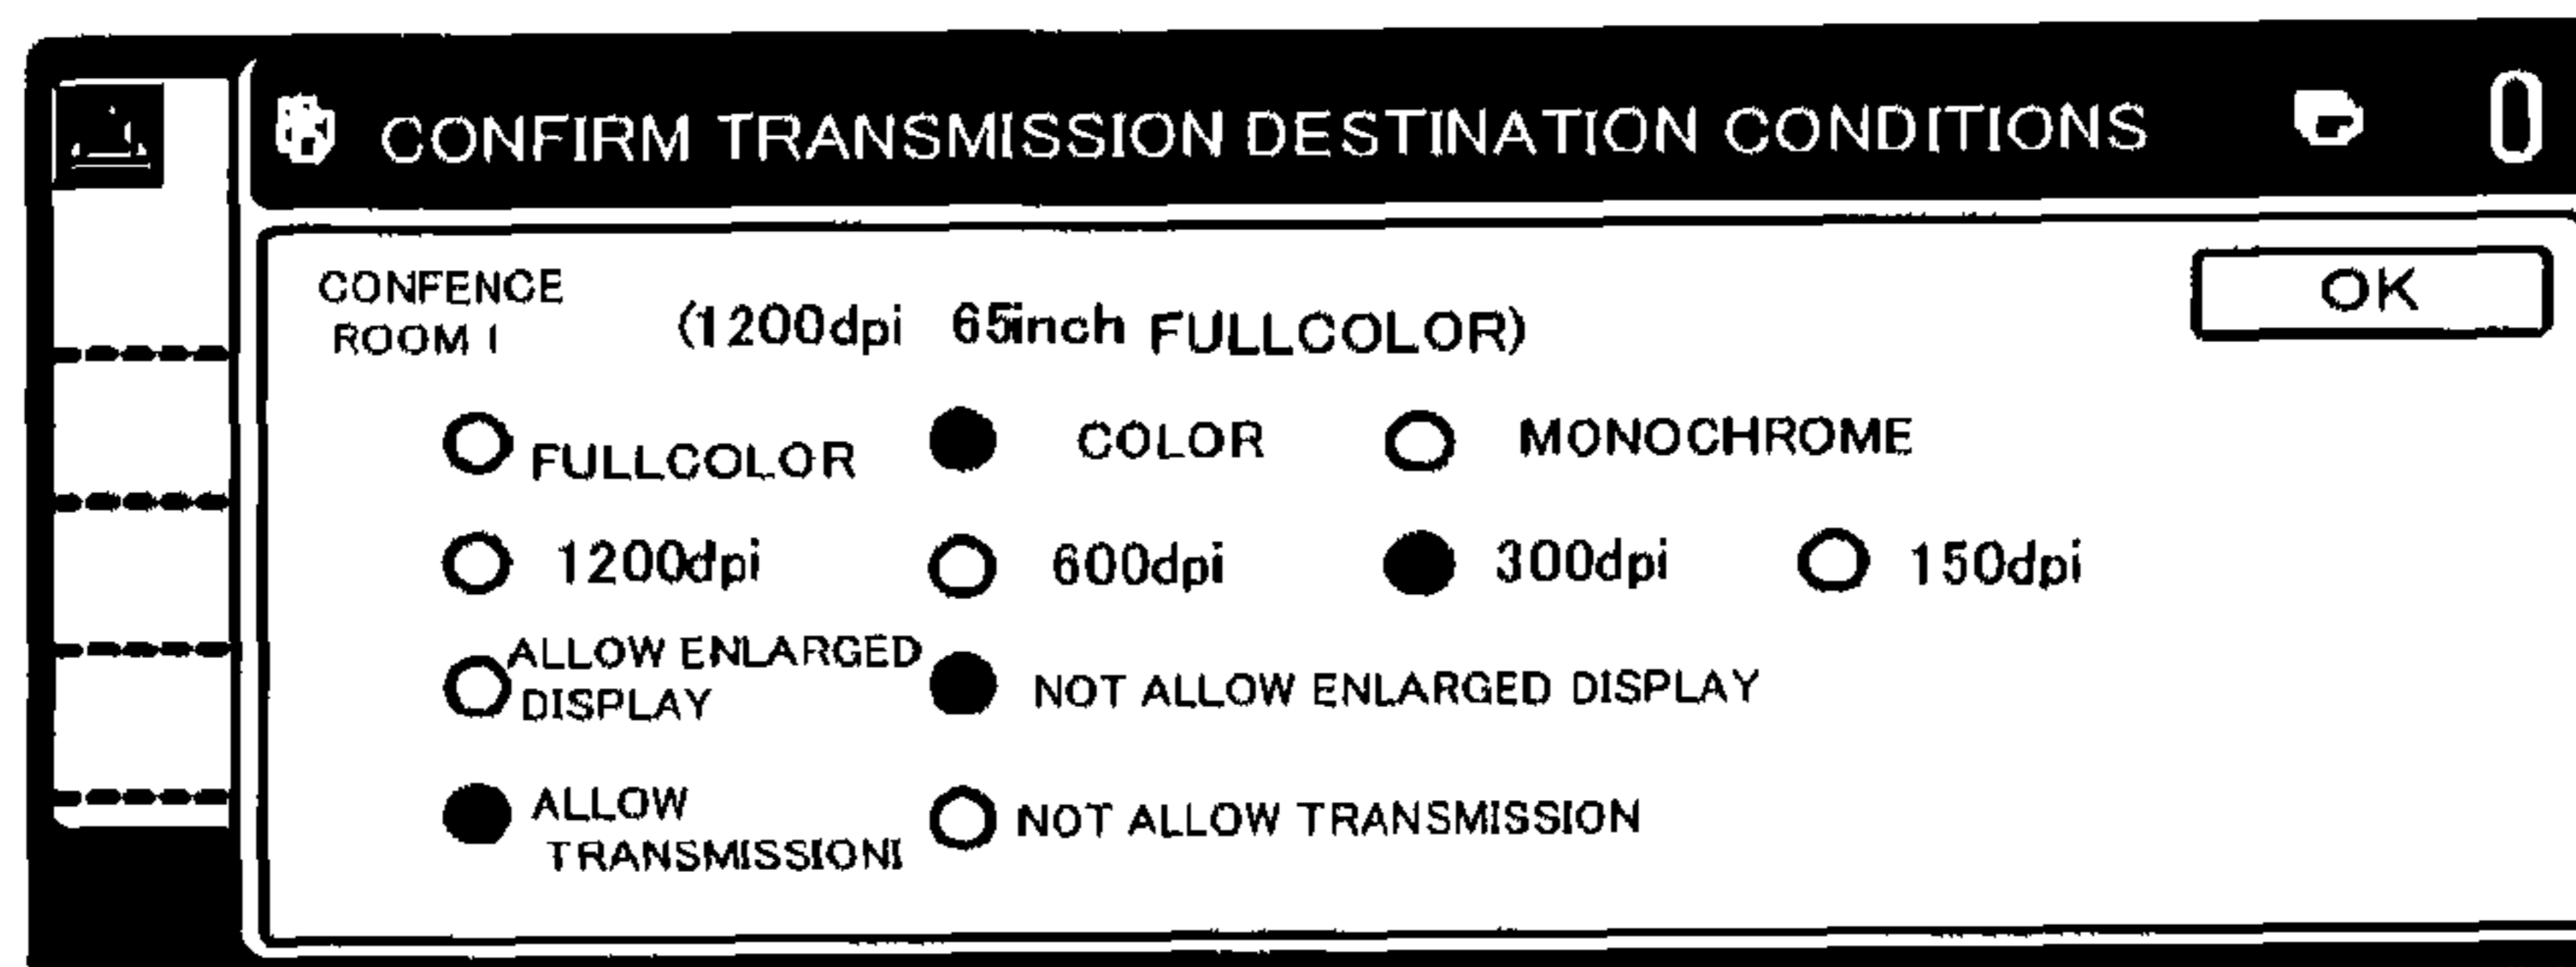 CONFIRM TRANSMISSION DESTINATION CONDITIONS
0
CONFENCE
ROOM I
(1200dpi 65inch FULLCOLOR)
OK
FULLCOLOR COLOR MONOCHROME
1200dpi 600dpi 300dpi 150dpi
ALLOW ENLARGED
DISPLAY
NOT ALLOW ENLARGED DISPLAY
ALLOW
TRANSMISSIONI
NOT ALLOW TRANSMISSION